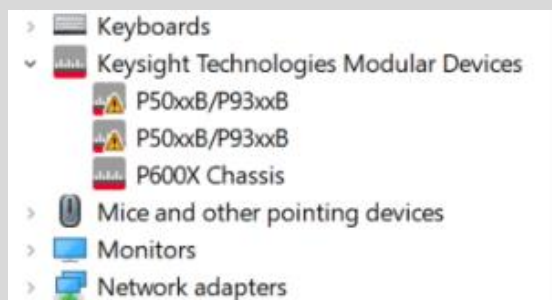 Keyboards
Keysight Technologies Modular Devices
P50xxB/P93xxB
P50xxB/P93xxB
P600X Chassis
Mice and other pointing devices
Monitors
Network adapters